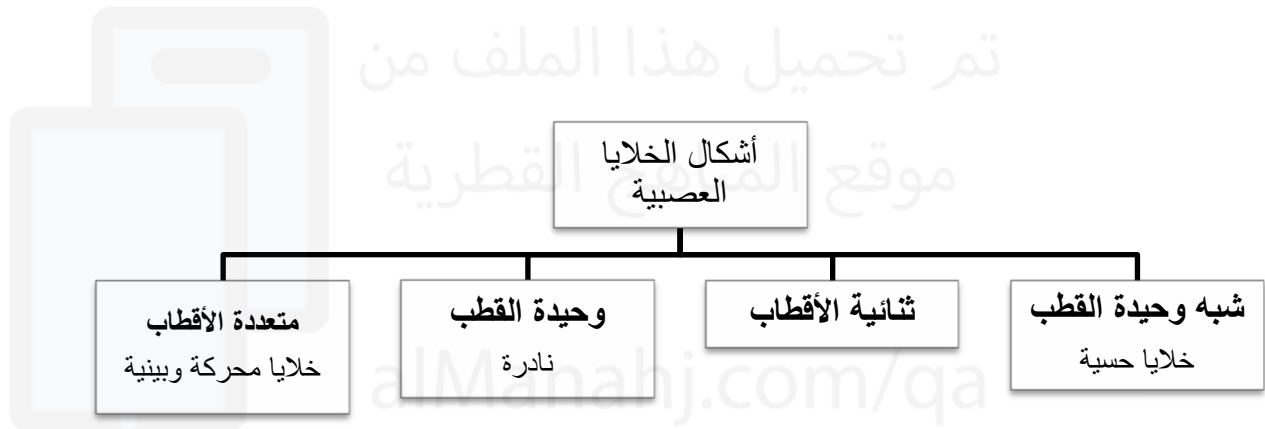 تم تحميل هذا الملف من
موقع المناهج القطرية
أشكال الخلايا
العصبية
شبه وحيدة القطب
خلايا حسية
ثنائية الأقطاب
وحيدة القطب
نادرة
متعددة الأقطاب
خلايا محركة وبينية
alManahj.com/qa